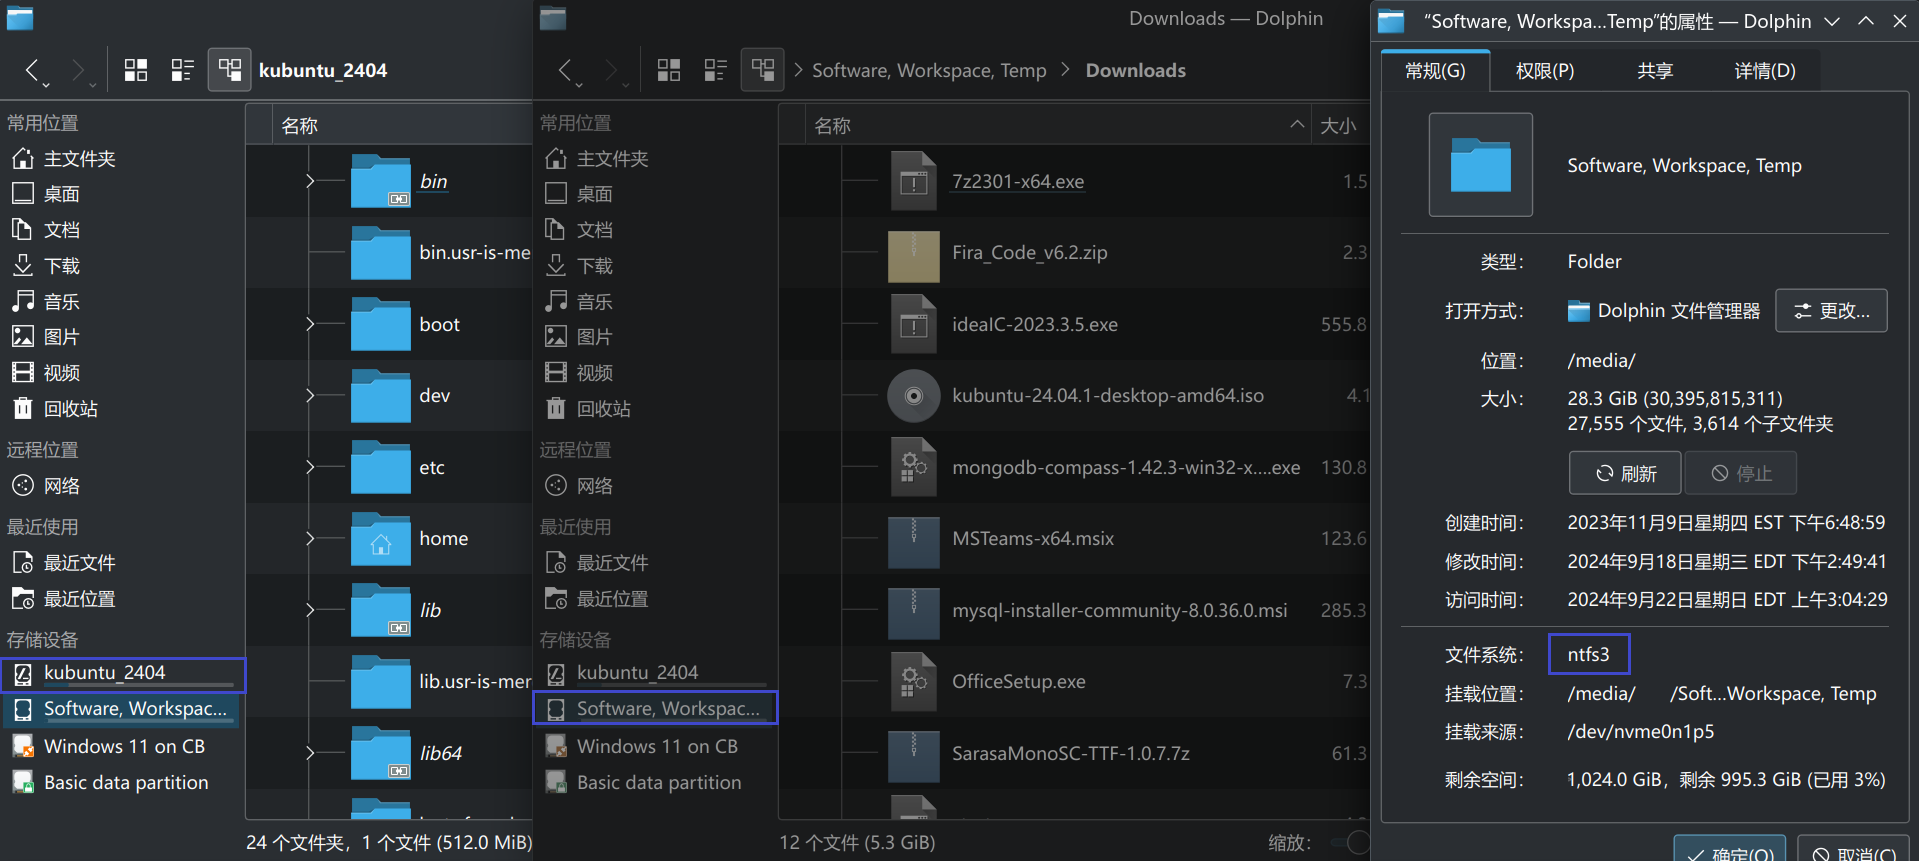 kubuntu_2404
常用位置
主文件夹
桌面
文档
下载
音乐
图片
视频
回收站
远程位置
网络
最近使用
最近文件
最近位置
存储设备
kubuntu_2404
Software, Workspac...
Windows 11 on CB
Basic data partition
名称
bin
bin.usr-is-me
boot
dev
etc
home
lib
lib.usr-is-mer
lib64
24 个文件夹，1 个文件 (512.0 MiB)
Downloads — Dolphin
Software, Workspace, Temp
Downloads
常用位置
主文件夹
桌面
文档
下载
音乐
图片
视频
回收站
远程位置
网络
最近使用
最近文件
最近位置
存储设备
kubuntu_2404
Software, Workspac...
Windows 11 on CB
Basic data partition
名称 大小
7z2301-x64.exe 1.5
Fira_Code_v6.2.zip 2.3
ideaIC-2023.3.5.exe 555.8
kubuntu-24.04.1-desktop-amd64.iso 4.1
mongodb-compass-1.42.3-win32-x....exe 130.8
MSTeams-x64.msix 123.6
mysql-installer-community-8.0.36.0.msi 285.3
OfficeSetup.exe 7.3
SarasaMonoSC-TTF-1.0.7.7z 61.3
12 个文件 (5.3 GiB)
缩放：
“Software, Workspa...Temp”的属性 — Dolphin
常规(G) 权限(P) 共享 详情(D)
Software, Workspace, Temp
类型： Folder
打开方式： Dolphin 文件管理器 更改...
位置： /media/
大小： 28.3 GiB (30,395,815,311)
27,555 个文件, 3,614 个子文件夹
刷新 停止
创建时间： 2023年11月9日星期四 EST 下午6:48:59
修改时间： 2024年9月18日星期三 EDT 下午2:49:41
访问时间： 2024年9月22日星期日 EDT 上午3:04:29
文件系统： ntfs3
挂载位置： /media/ /Soft...Workspace, Temp
挂载来源： /dev/nvme0n1p5
剩余空间： 1,024.0 GiB，剩余 995.3 GiB (已用 3%)
确定(O) 取消(C)